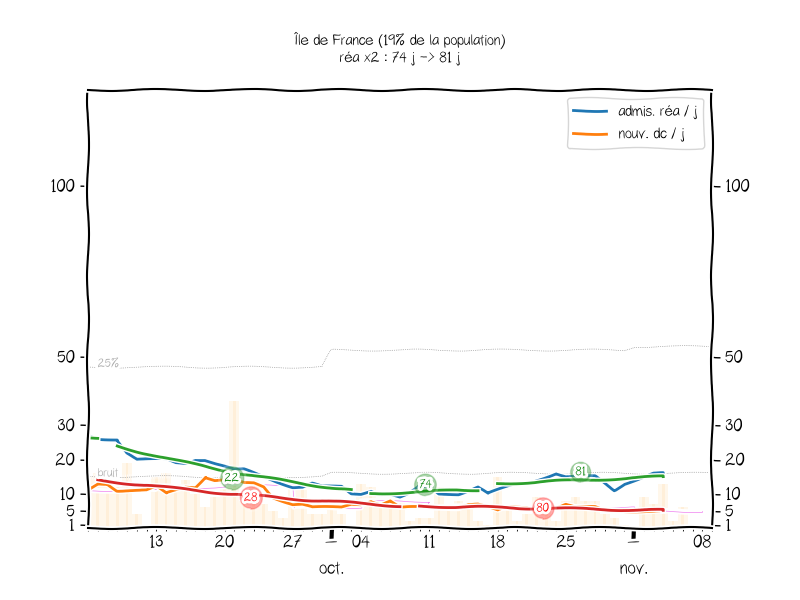 Île de France (19% de la population)
réa x2 : 74 j -> 81 j
admis. réa / j
nouv. dc / j
100 100
50 50
25%
30 30
20 20
bruit
22 74 81
28 80
10 10
5 5
1 1
13 20 27 1 04 11 18 25 1 08
oct. nov.